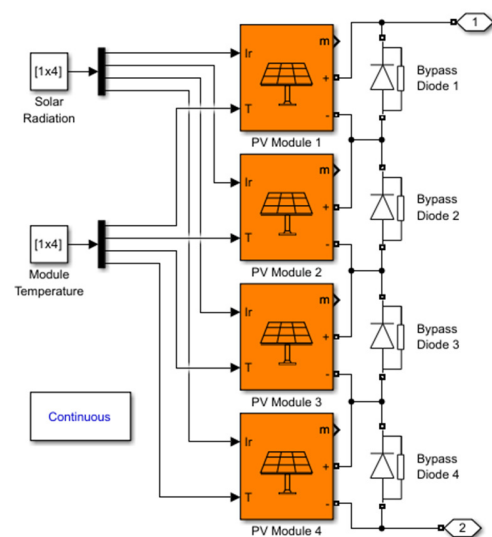 1
m
Ir
[1x4]
+
Bypass
Diode 1
Solar
Radiation
T
-
PV Module 1
m
Ir
Bypass
Diode 2
+
[1x4]
T
-
Module
Temperature
PV Module 2
m
Ir
Bypass
Diode 3
+
T
-
PV Module 3
Continuous
m
Ir
Bypass
Diode 4
+
T
-
PV Module 4
2